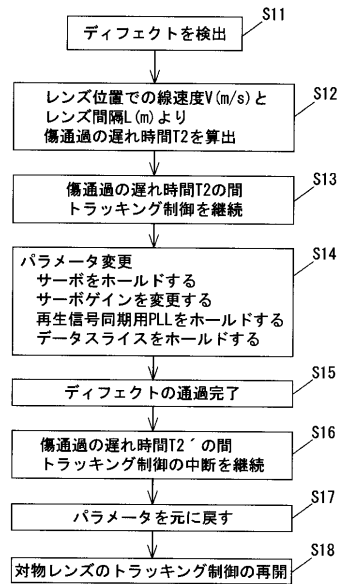 S11
ディフェクトを検出
S12
レンズ位置での線速度V(m/s)と
レンズ間隔L(m)より
傷通過の遅れ時間T2を算出
S13
傷通過の遅れ時間T2の間
トラッキング制御を継続
S14
パラメータ変更
サーボをホールドする
サーボゲインを変更する
再生信号同期用PLLをホールドする
データスライスをホールドする
S15
ディフェクトの通過完了
S16
傷通過の遅れ時間T2´の間
トラッキング制御の中断を継続
S17
パラメータを元に戻す
S18
対物レンズのトラッキング制御の再開